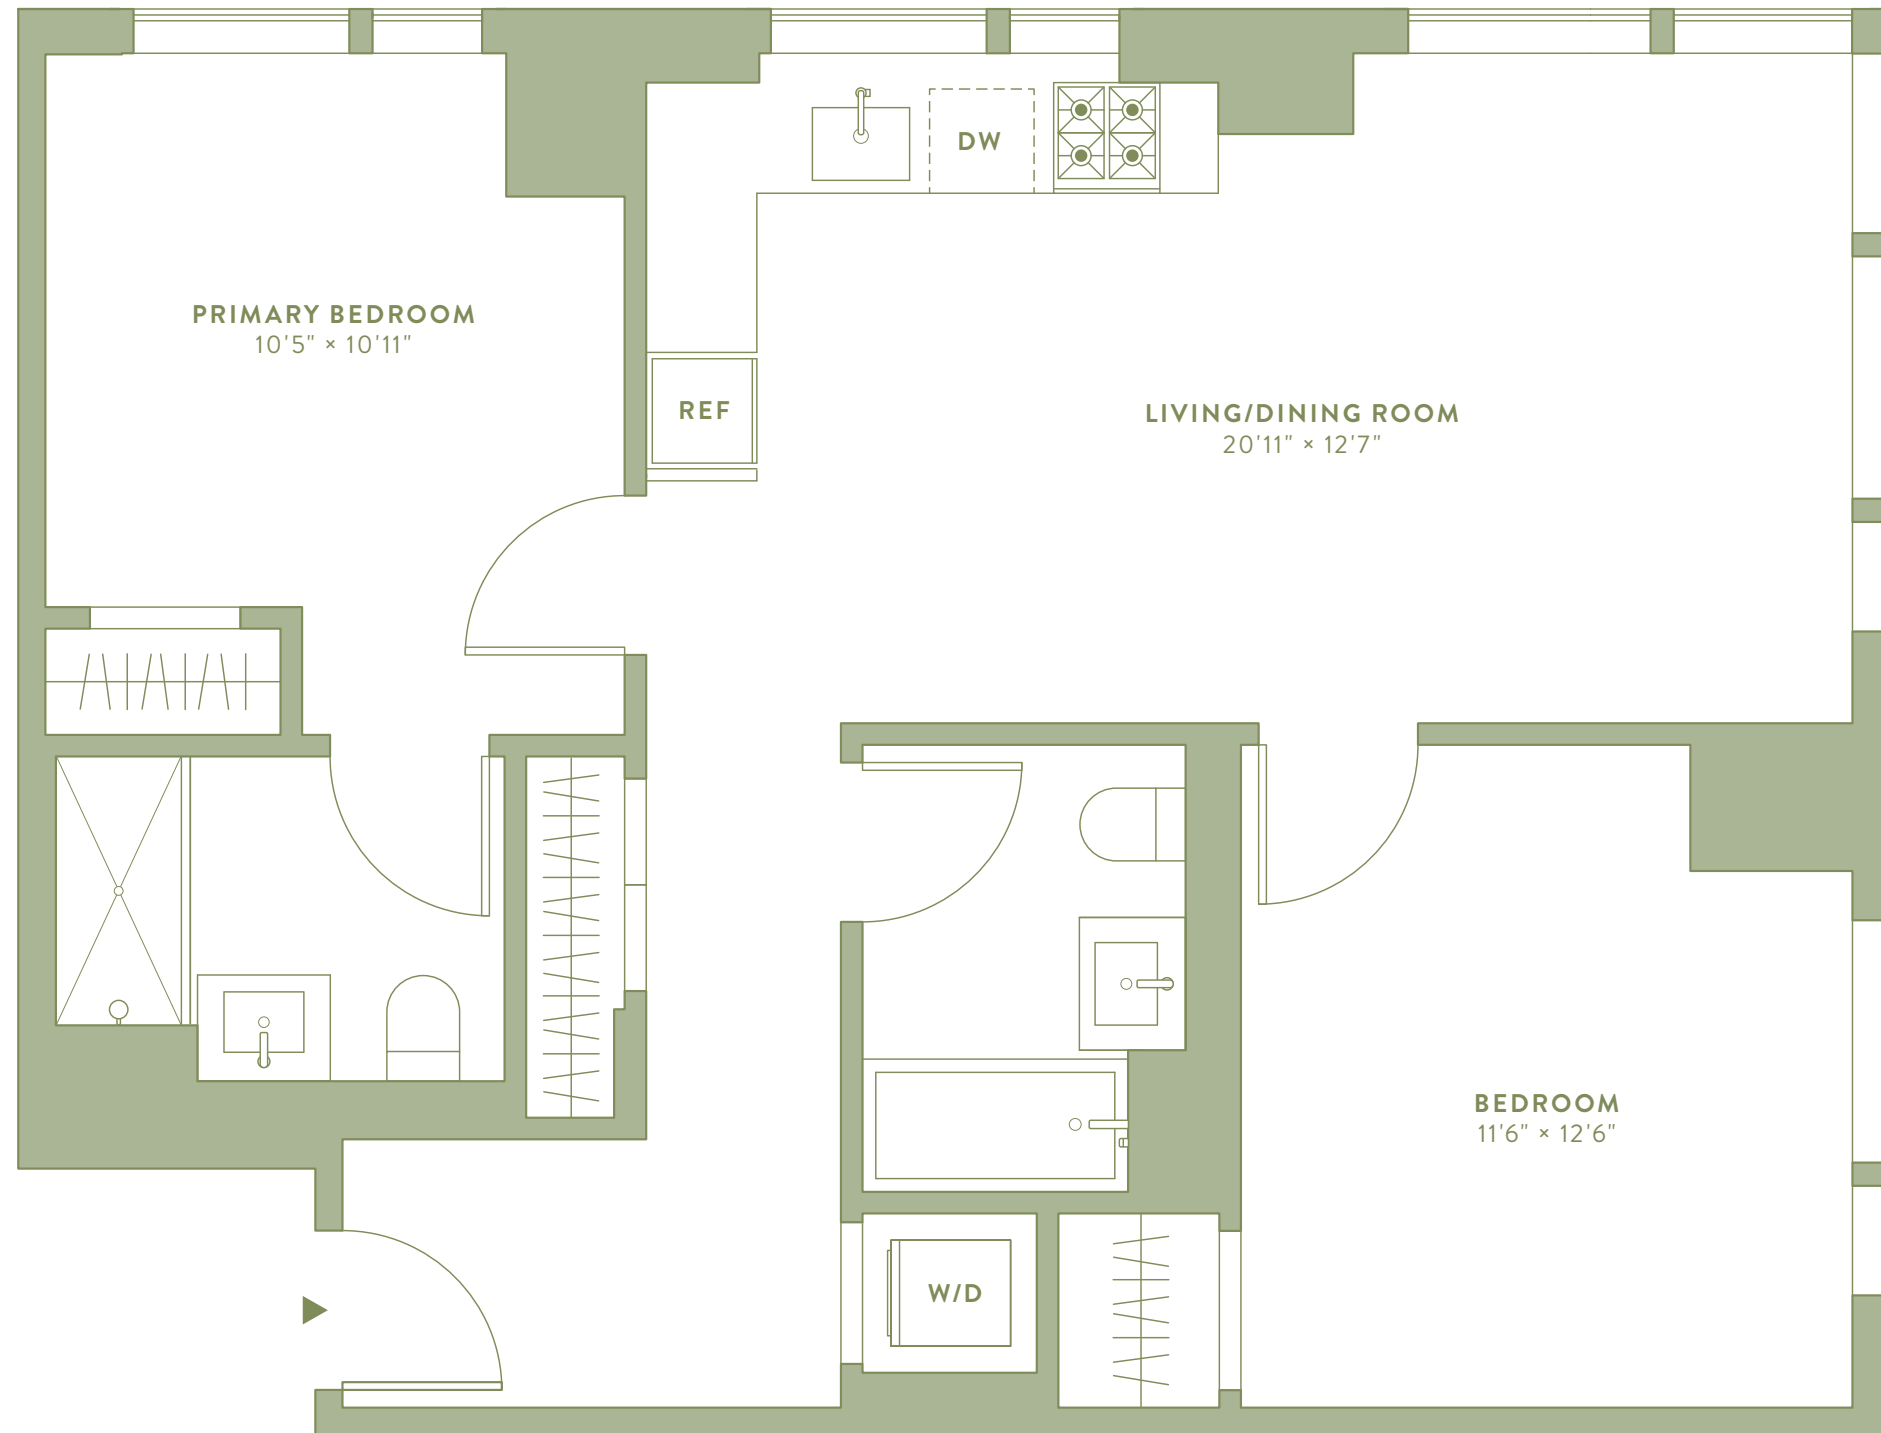 DW
PRIMARY BEDROOM
10'5" × 10'11"
REF
LIVING/DINING ROOM
20'11" × 12'7"
BEDROOM
11'6" × 12'6"
W/D